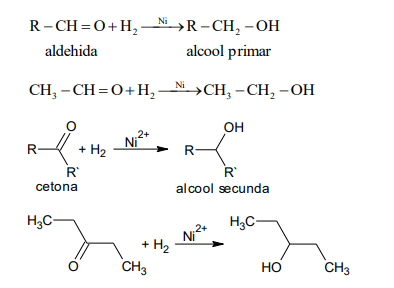 R−CH=O+H₂ —Ni→ R−CH₂−OH
aldehida alcool primar
CH₃−CH=O+H₂ —Ni→ CH₃−CH₂−OH
O OH
R + H₂ Ni²⁺ R
R` R`
cetona alcool secunda
H₃C H₃C
+ H₂ Ni²⁺
O CH₃ HO CH₃